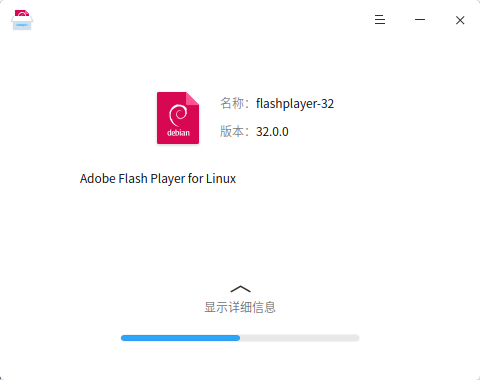 名称： flashplayer-32
debian
版本： 32.0.0
Adobe Flash Player for Linux
显示详细信息